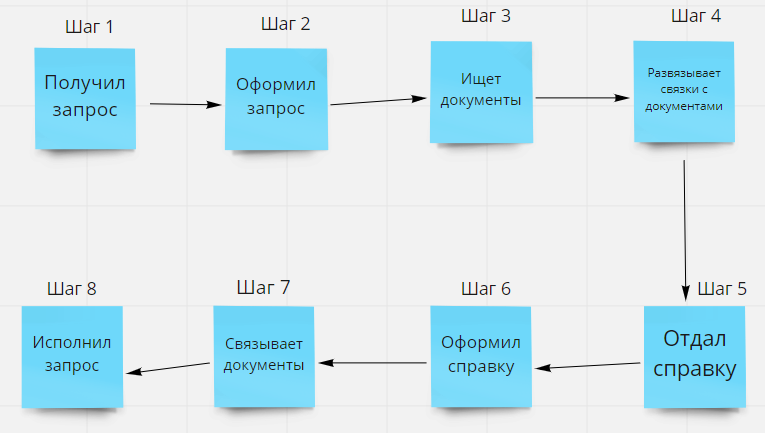 Шаг 1
Получил
запрос
Шаг 2
Оформил
запрос
Шаг 3
Ищет
документы
Шаг 4
Развязывает
связки с
документами
Шаг 5
Отдал
справку
Шаг 6
Оформил
справку
Шаг 7
Связывает
документы
Шаг 8
Исполнил
запрос